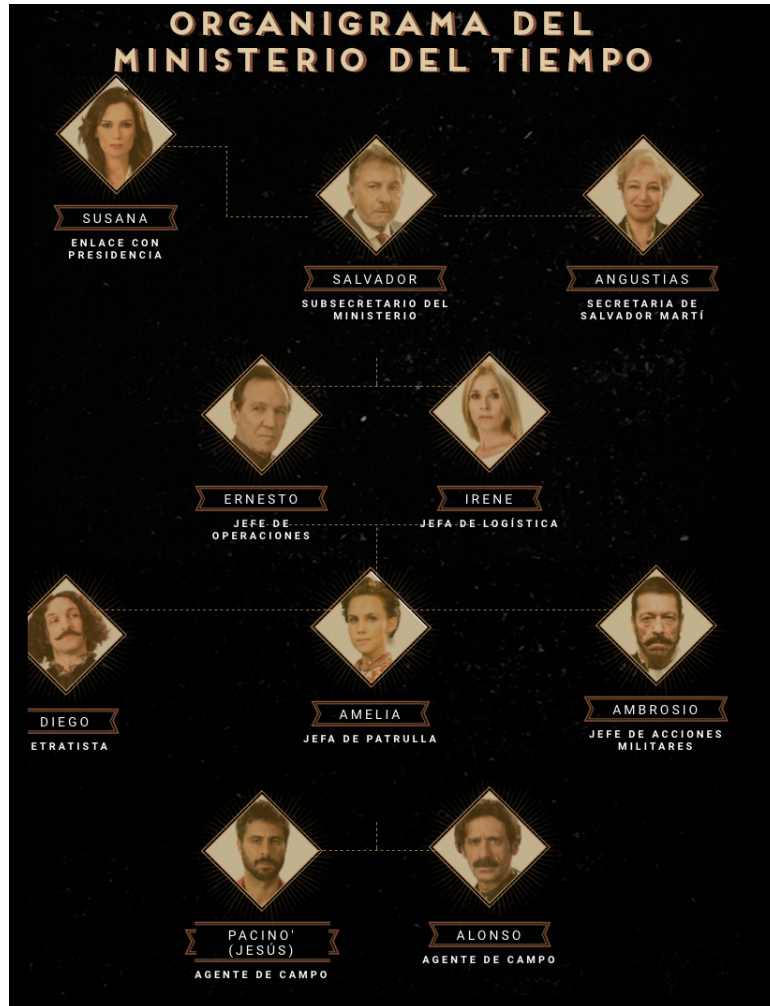 ORGANIGRAMA DEL
MINISTERIO DEL TIEMPO
SUSANA
ENLACE CON
PRESIDENCIA
SALVADOR
SUBSECRETARIO DEL
MINISTERIO
ANGUSTIAS
SECRETARIA DE
SALVADOR MARTÍ
ERNESTO
JEFE DE
OPERACIONES
IRENE
JEFA DE LOGÍSTICA
DIEGO
ETRATISTA
AMELIA
JEFA DE PATRULLA
AMBROSIO
JEFE DE ACCIONES
MILITARES
PACINO'
(JESÚS)
AGENTE DE CAMPO
ALONSO
AGENTE DE CAMPO